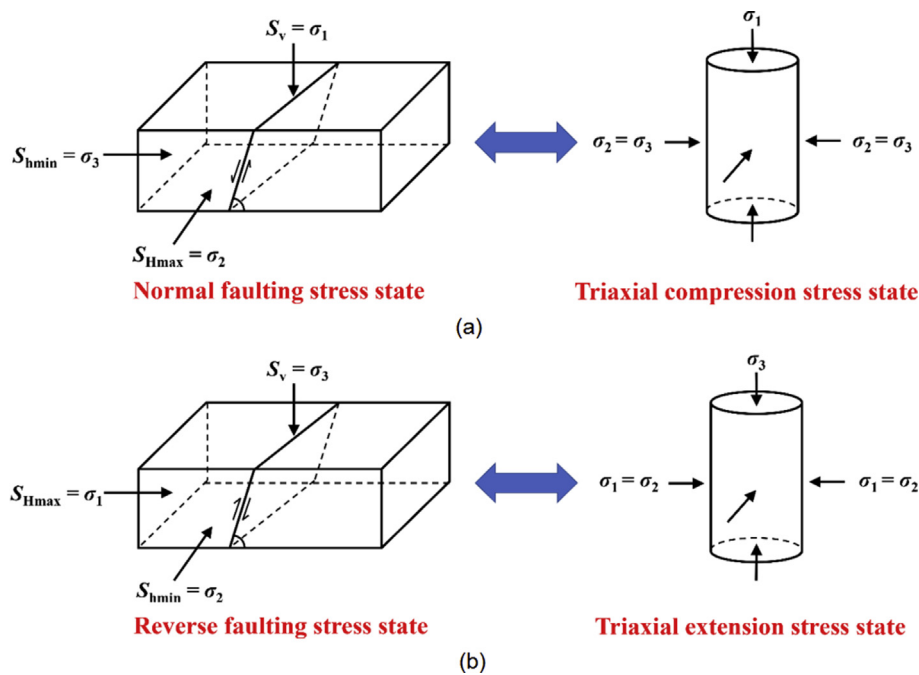 Sv = σ1
σ1
Shmin = σ3
σ2 = σ3
σ2 = σ3
SHmax = σ2
Normal faulting stress state
Triaxial compression stress state
(a)
Sv = σ3
σ3
SHmax = σ1
σ1 = σ2
σ1 = σ2
Shmin = σ2
Reverse faulting stress state
Triaxial extension stress state
(b)